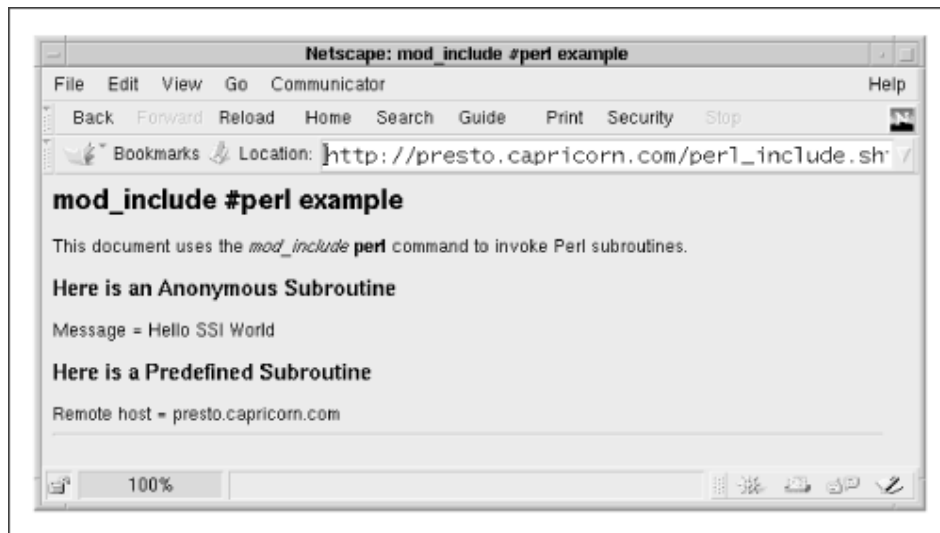 Netscape: mod_include #perl example
File Edit View Go Communicator Help
Back Forward Reload Home Search Guide Print Security Stop
Bookmarks Location: http://presto.capricorn.com/perl_include.sh
mod_include #perl example
This document uses the mod_include perl command to invoke Perl subroutines.
Here is an Anonymous Subroutine
Message = Hello SSI World
Here is a Predefined Subroutine
Remote host = presto.capricorn.com
100%